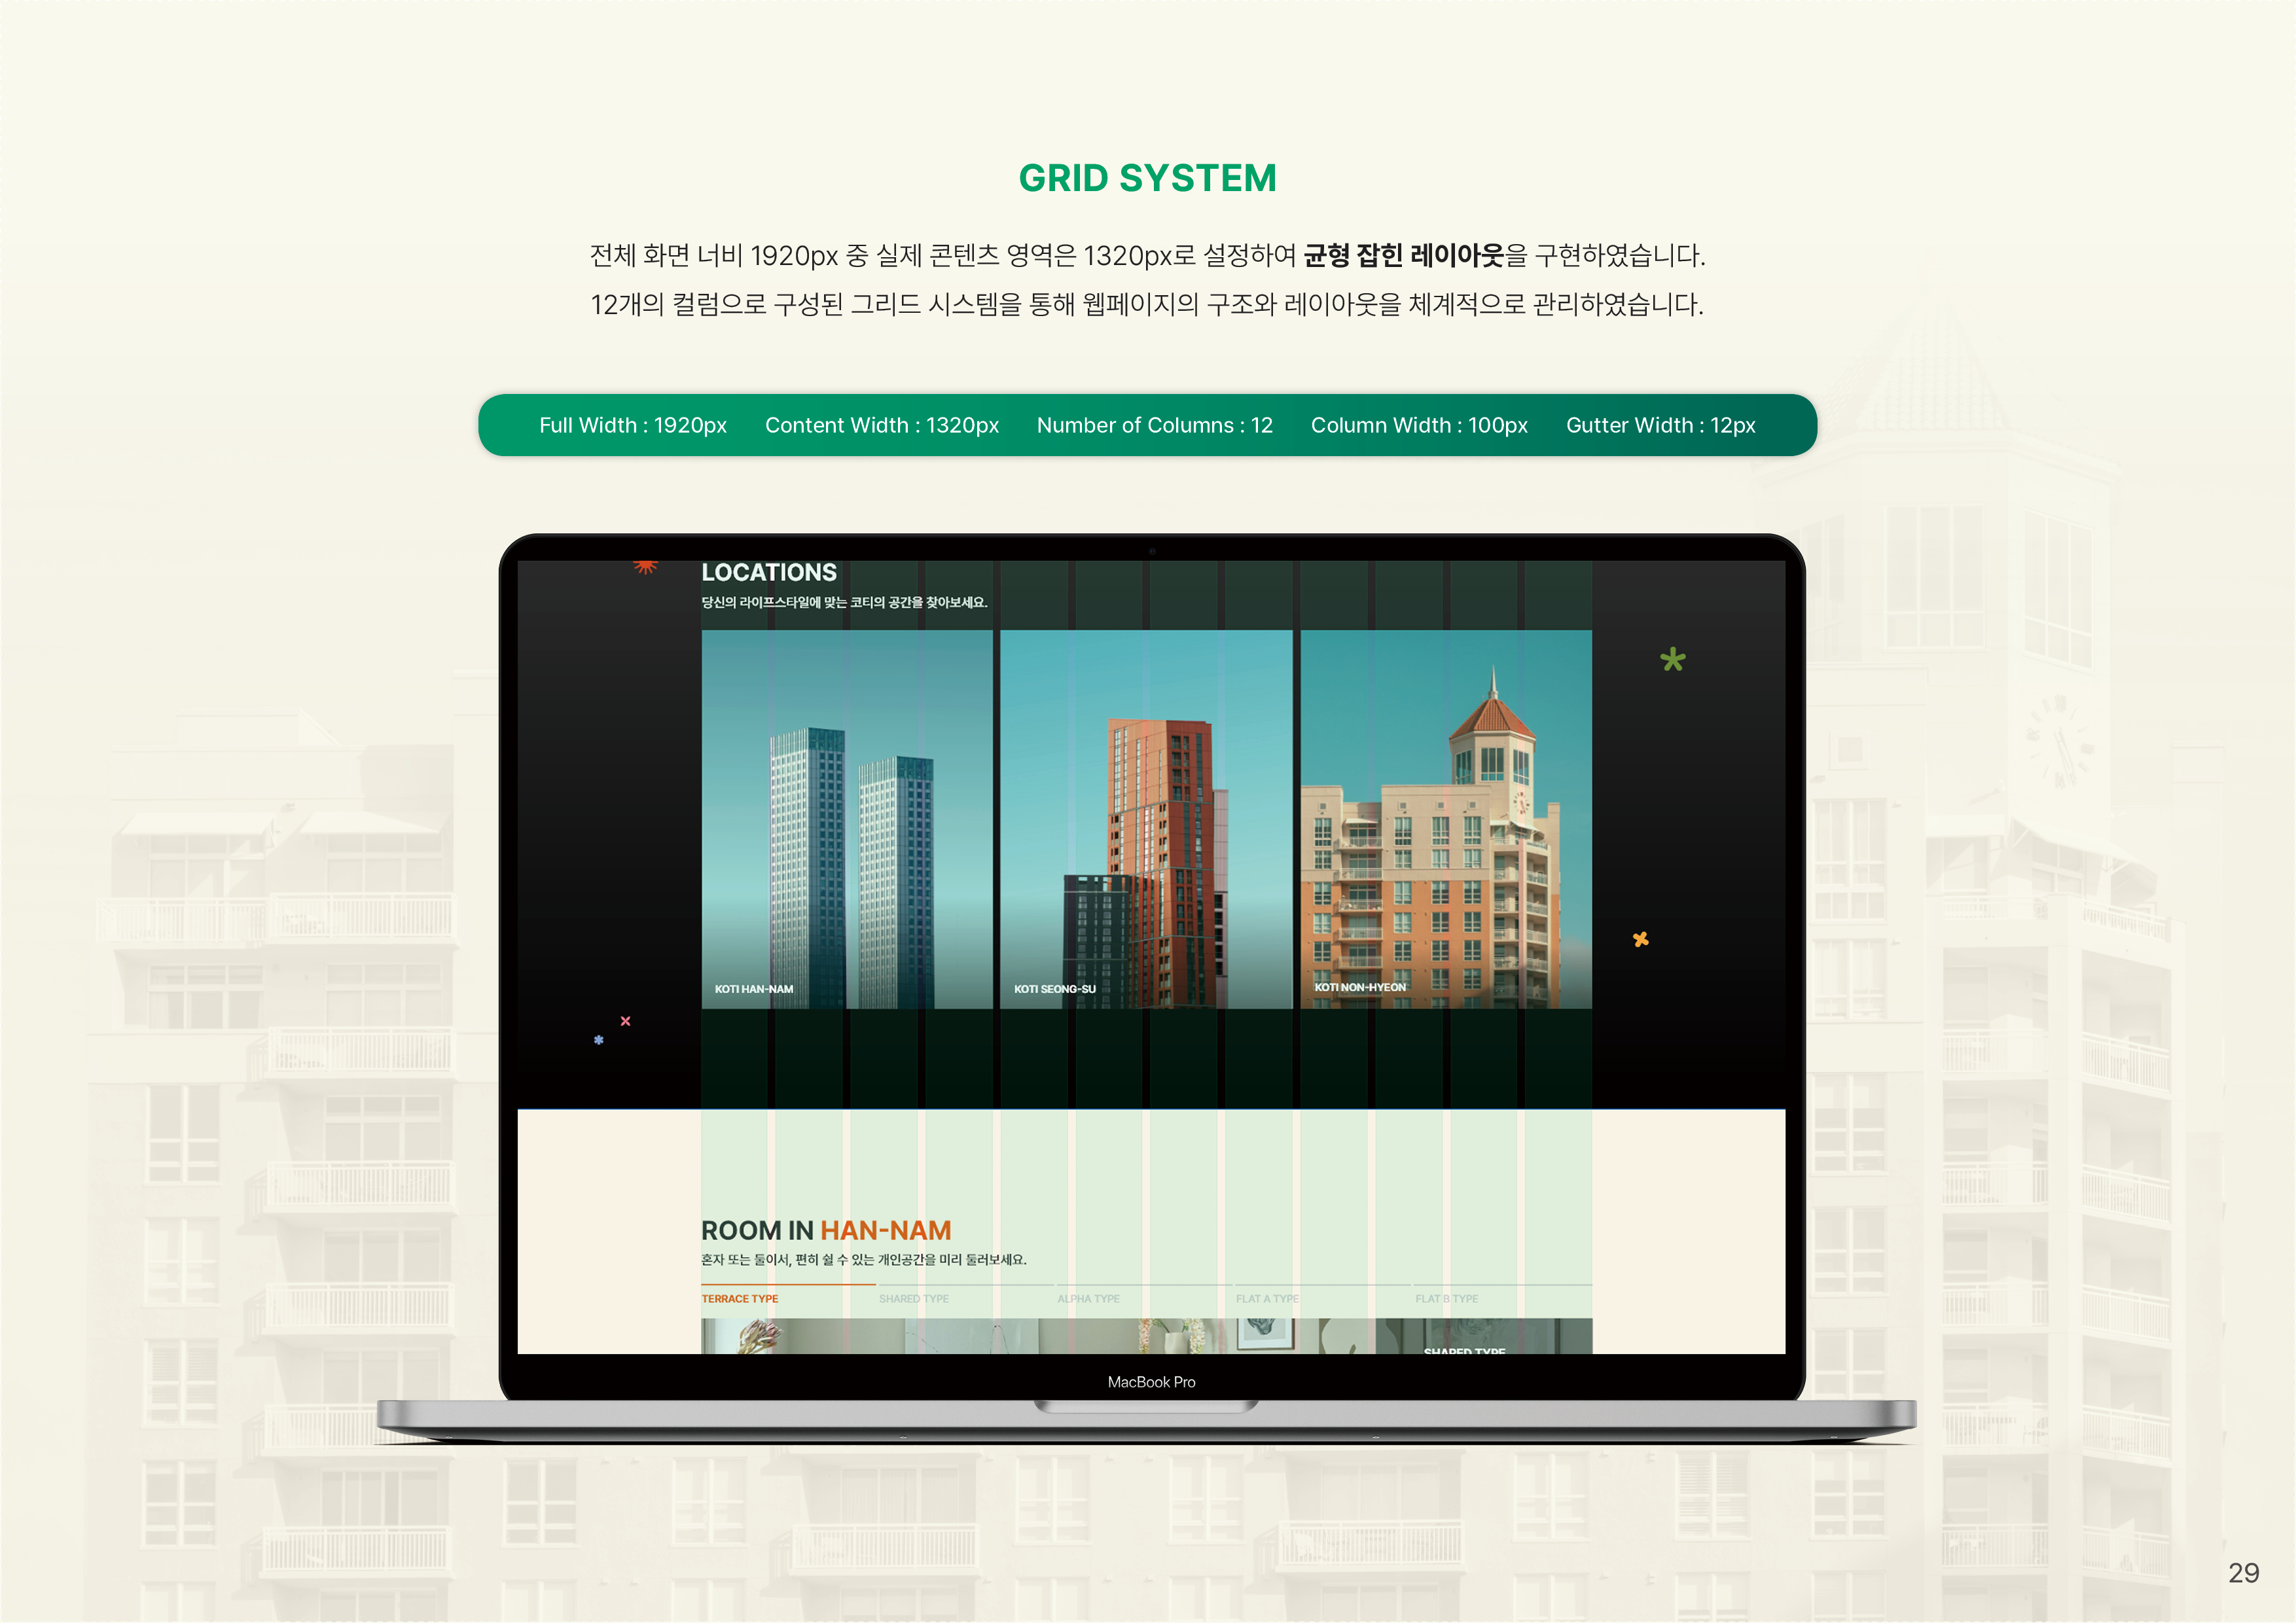 GRID SYSTEM
전체 화면 너비 1920px 중 실제 콘텐츠 영역은 1320px로 설정하여 균형 잡힌 레이아웃을 구현하였습니다.
12개의 컬럼으로 구성된 그리드 시스템을 통해 웹페이지의 구조와 레이아웃을 체계적으로 관리하였습니다.
Full Width : 1920px Content Width : 1320px Number of Columns : 12 Column Width : 100px Gutter Width : 12px
LOCATIONS
당신의 라이프스타일에 맞는 코티의 공간을 찾아보세요.
KOTI HAN-NAM
KOTI SEONG-SU
KOTI NON-HYEON
ROOM IN HAN-NAM
혼자 또는 둘이서, 편히 쉴 수 있는 개인공간을 미리 둘러보세요.
TERRACE TYPE SHARED TYPE ALPHA TYPE FLAT A TYPE FLAT B TYPE
SHARED TYPE
MacBook Pro
29